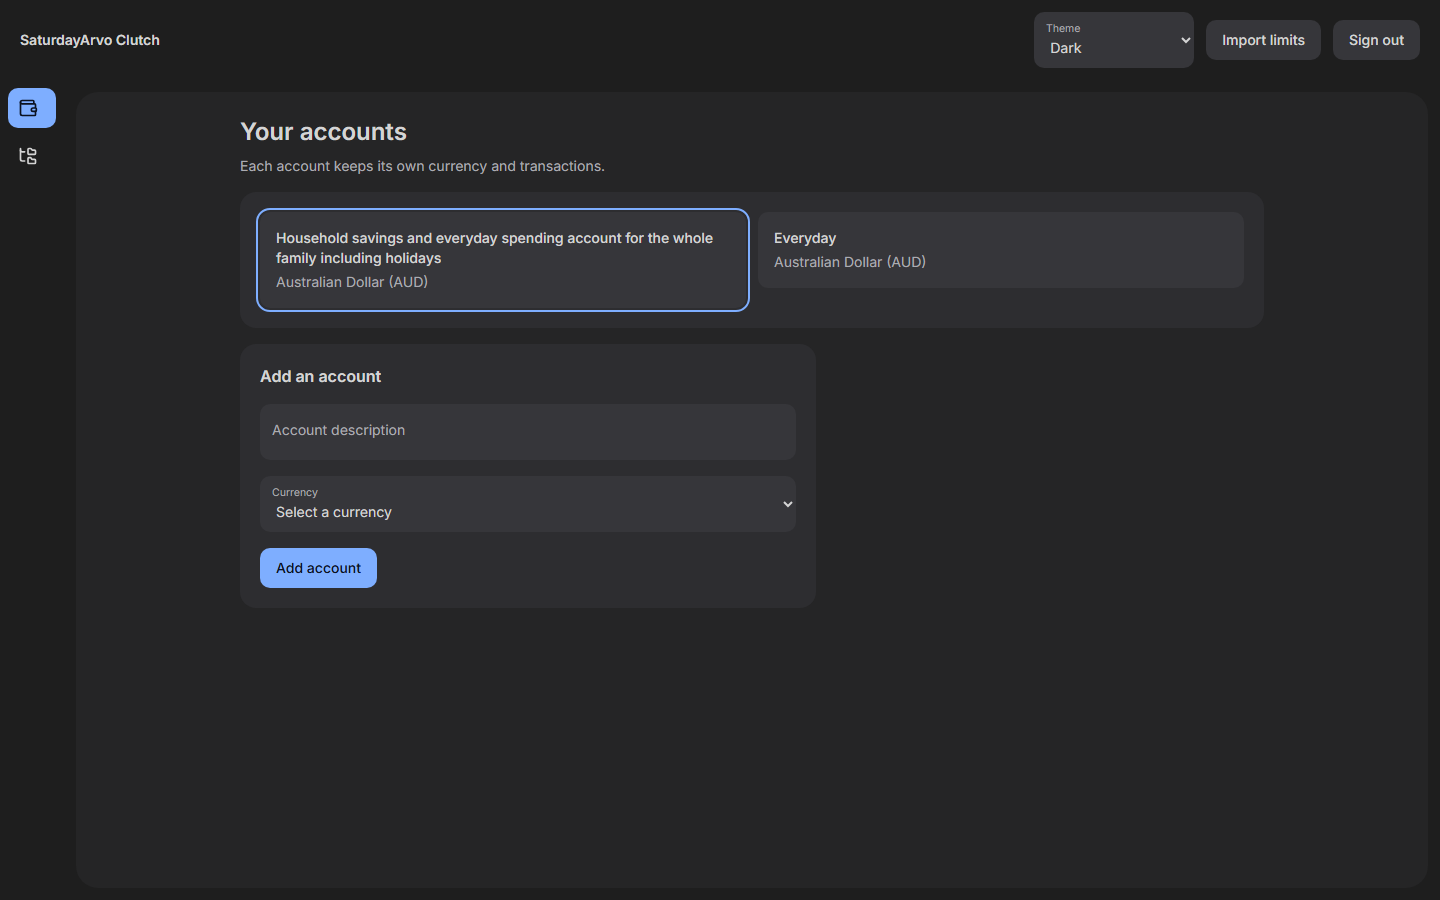 SaturdayArvo Clutch
Theme
Dark
Import limits
Sign out
Your accounts
Each account keeps its own currency and transactions.
Household savings and everyday spending account for the whole
family including holidays
Australian Dollar (AUD)
Everyday
Australian Dollar (AUD)
Add an account
Account description
Currency
Select a currency
Add account